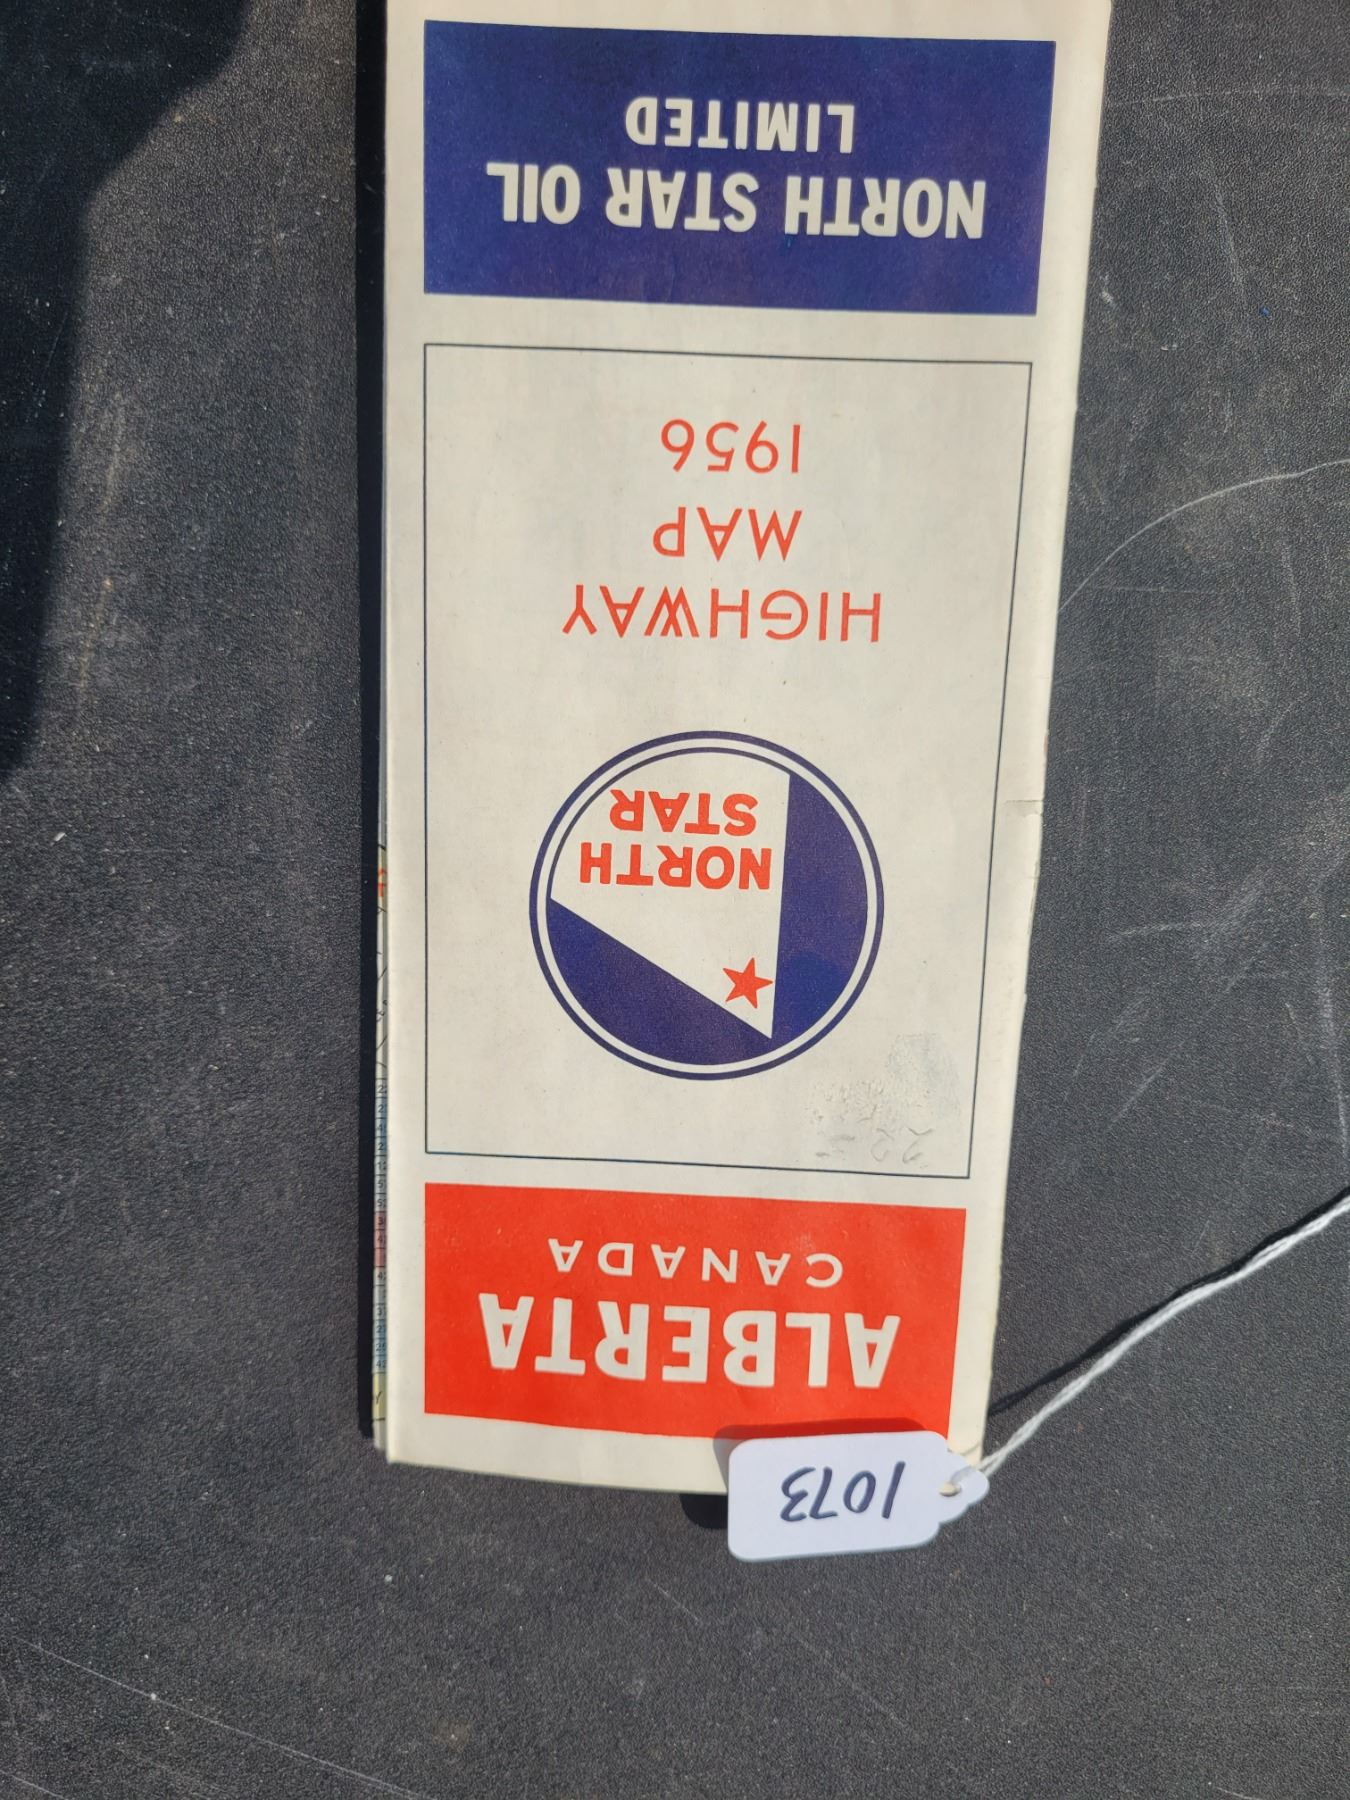 1073
ALBERTA
CANADA
NORTH
STAR
HIGHWAY
MAP
1956
NORTH STAR OIL
LIMITED